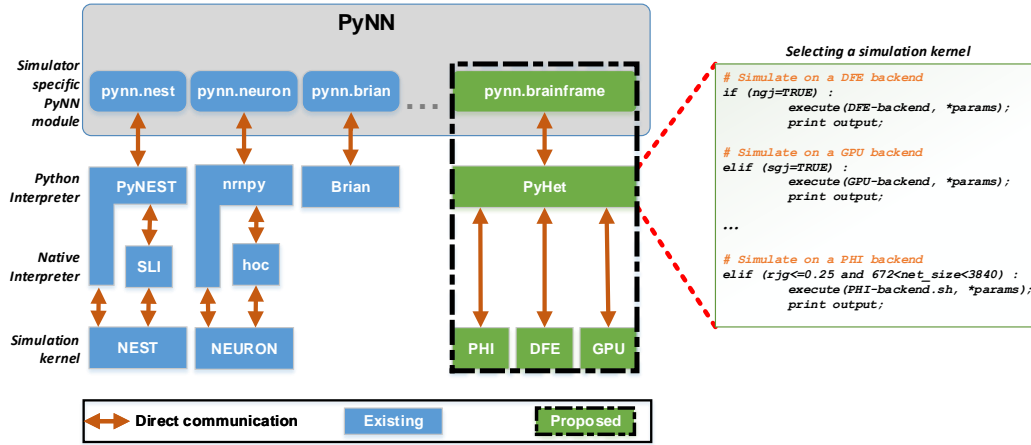 PyNN
Simulator
specific
PyNN
module
pynn.nest
pynn.neuron
pynn.brian
...
pynn.brainframe
Python
Interpreter
PyNEST
nrnpy
Brian
PyHet
Native
Interpreter
SLI
hoc
Simulation
kernel
NEST
NEURON
PHI
DFE
GPU
Direct communication
Existing
Proposed
Selecting a simulation kernel
# Simulate on a DFE backend
if (ngj=TRUE) :
execute(DFE-backend, *params);
print output;
# Simulate on a GPU backend
elif (sgj=TRUE) :
execute(GPU-backend, *params);
print output;
...
# Simulate on a PHI backend
elif (rjg<=0.25 and 672<net_size<3840) :
execute(PHI-backend.sh, *params);
print output;